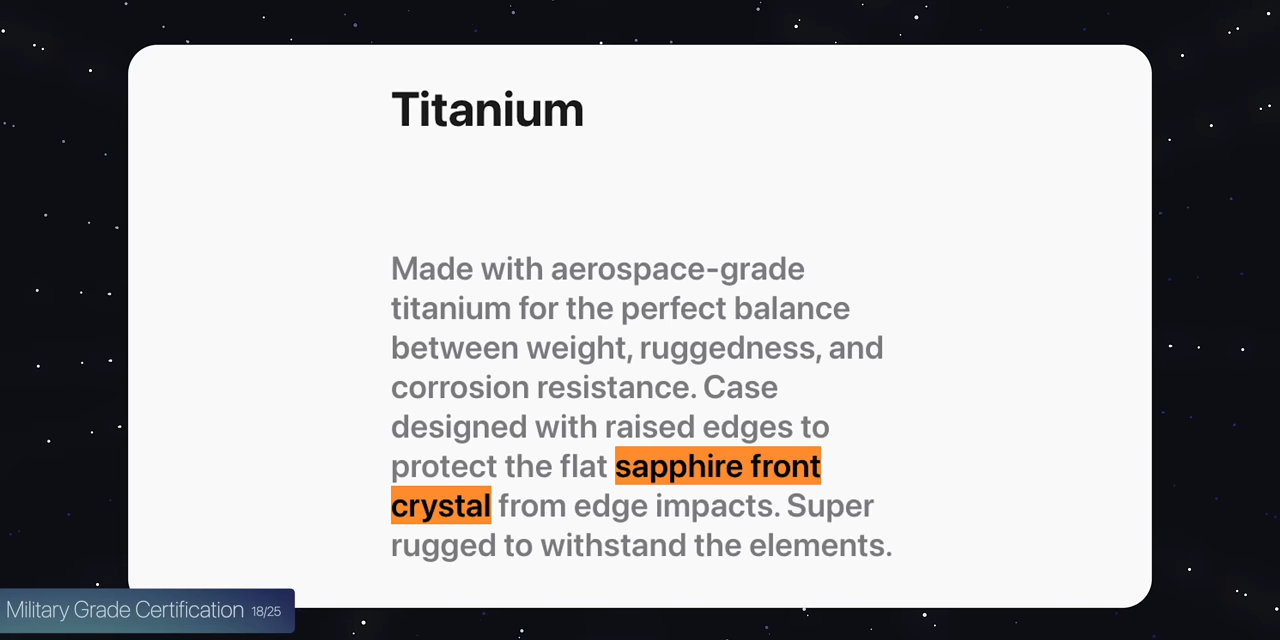 Titanium
Made with aerospace-grade
titanium for the perfect balance
between weight, ruggedness, and
corrosion resistance. Case
designed with raised edges to
protect the flat sapphire front
crystal from edge impacts. Super
rugged to withstand the elements.
Military Grade Certification 18/25